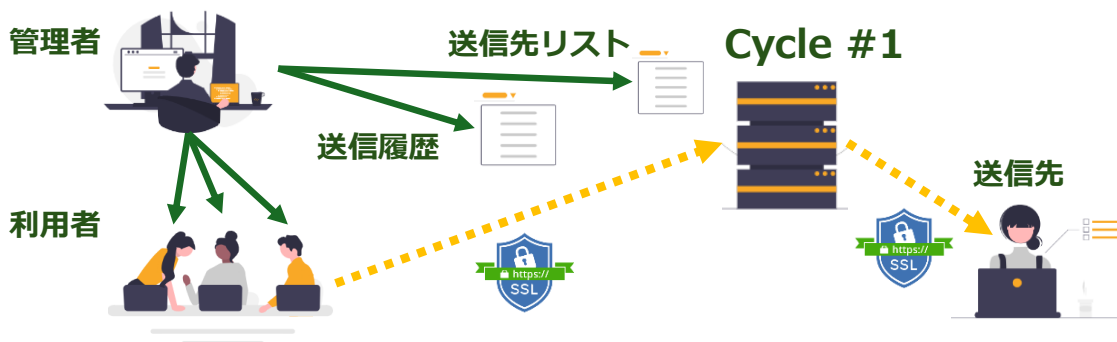 管理者
送信先リスト
Cycle #1
送信履歴
送信先
利用者
https://
SSL
https://
SSL